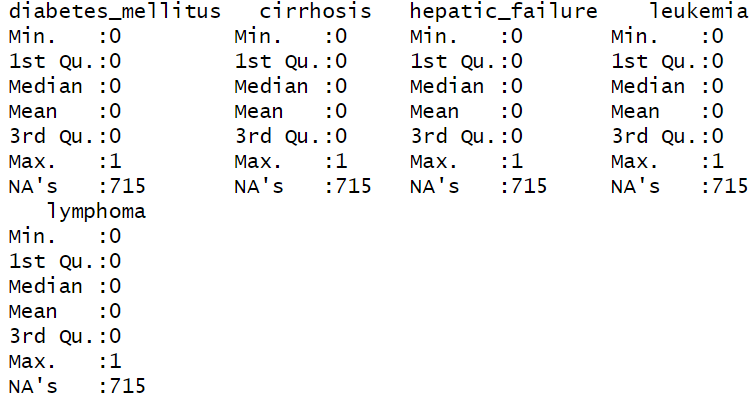 diabetes_mellitus   cirrhosis   hepatic_failure    leukemia
Min.   :0         Min.   :0     Min.   :0       Min.   :0
1st Qu.:0         1st Qu.:0     1st Qu.:0       1st Qu.:0
Median :0         Median :0     Median :0       Median :0
Mean   :0         Mean   :0     Mean   :0       Mean   :0
3rd Qu.:0         3rd Qu.:0     3rd Qu.:0       3rd Qu.:0
Max.   :1         Max.   :1     Max.   :1       Max.   :1
NA's   :715       NA's   :715   NA's   :715     NA's   :715
   lymphoma
Min.   :0
1st Qu.:0
Median :0
Mean   :0
3rd Qu.:0
Max.   :1
NA's   :715